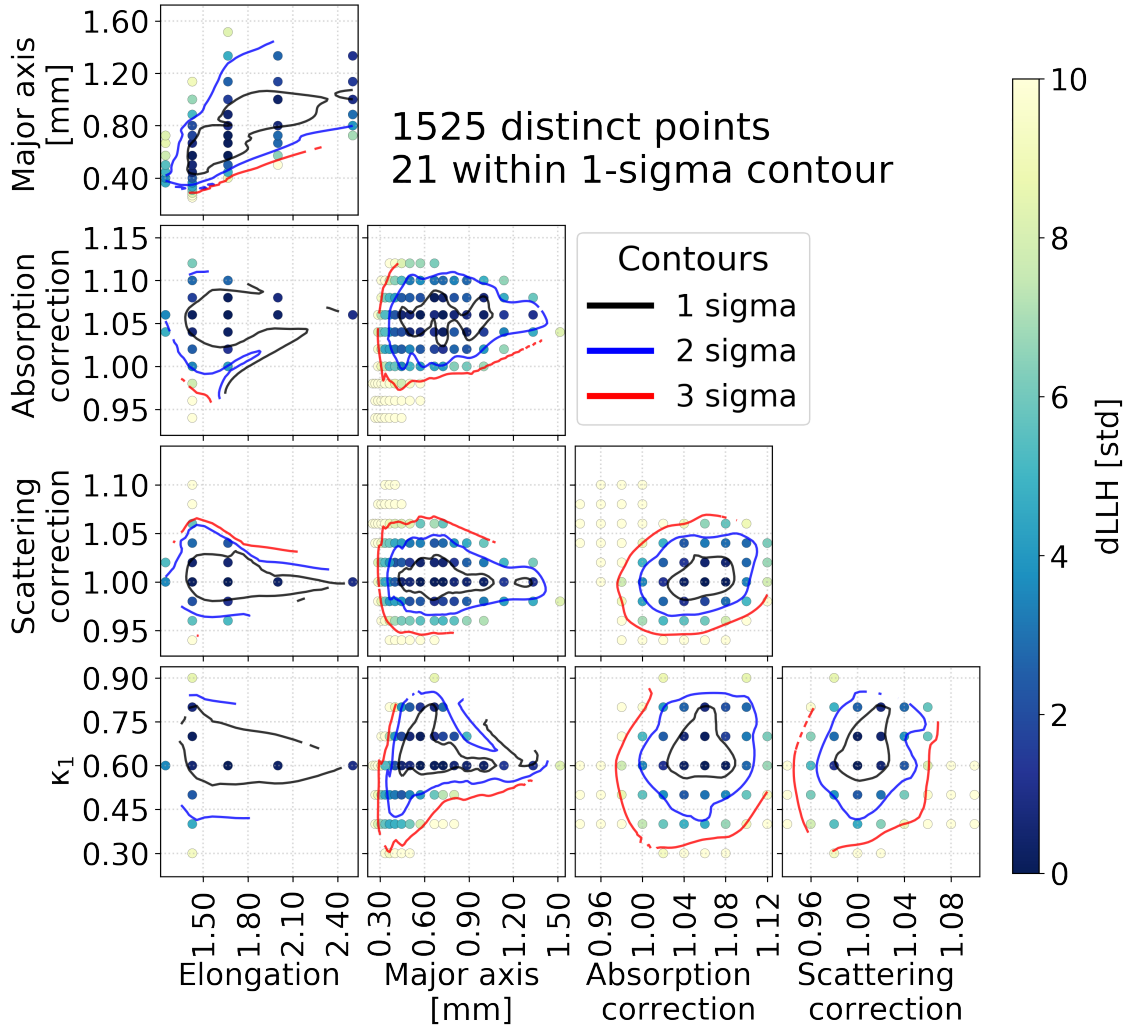 1.60
1.20
0.80
0.40
Major axis
[mm]
1525 distinct points
21 within 1-sigma contour
1.15
1.10
1.05
1.00
0.95
Absorption
correction
Contours
1 sigma
2 sigma
3 sigma
1.10
1.05
1.00
0.95
Scattering
correction
0.90
0.75
0.60
0.45
0.30
κ1
1.50
1.80
2.10
2.40
Elongation
0.30
0.60
0.90
1.20
1.50
Major axis
[mm]
0.96
1.00
1.04
1.08
1.12
Absorption
correction
0.96
1.00
1.04
1.08
Scattering
correction
10
8
6
4
2
0
dLLH [std]